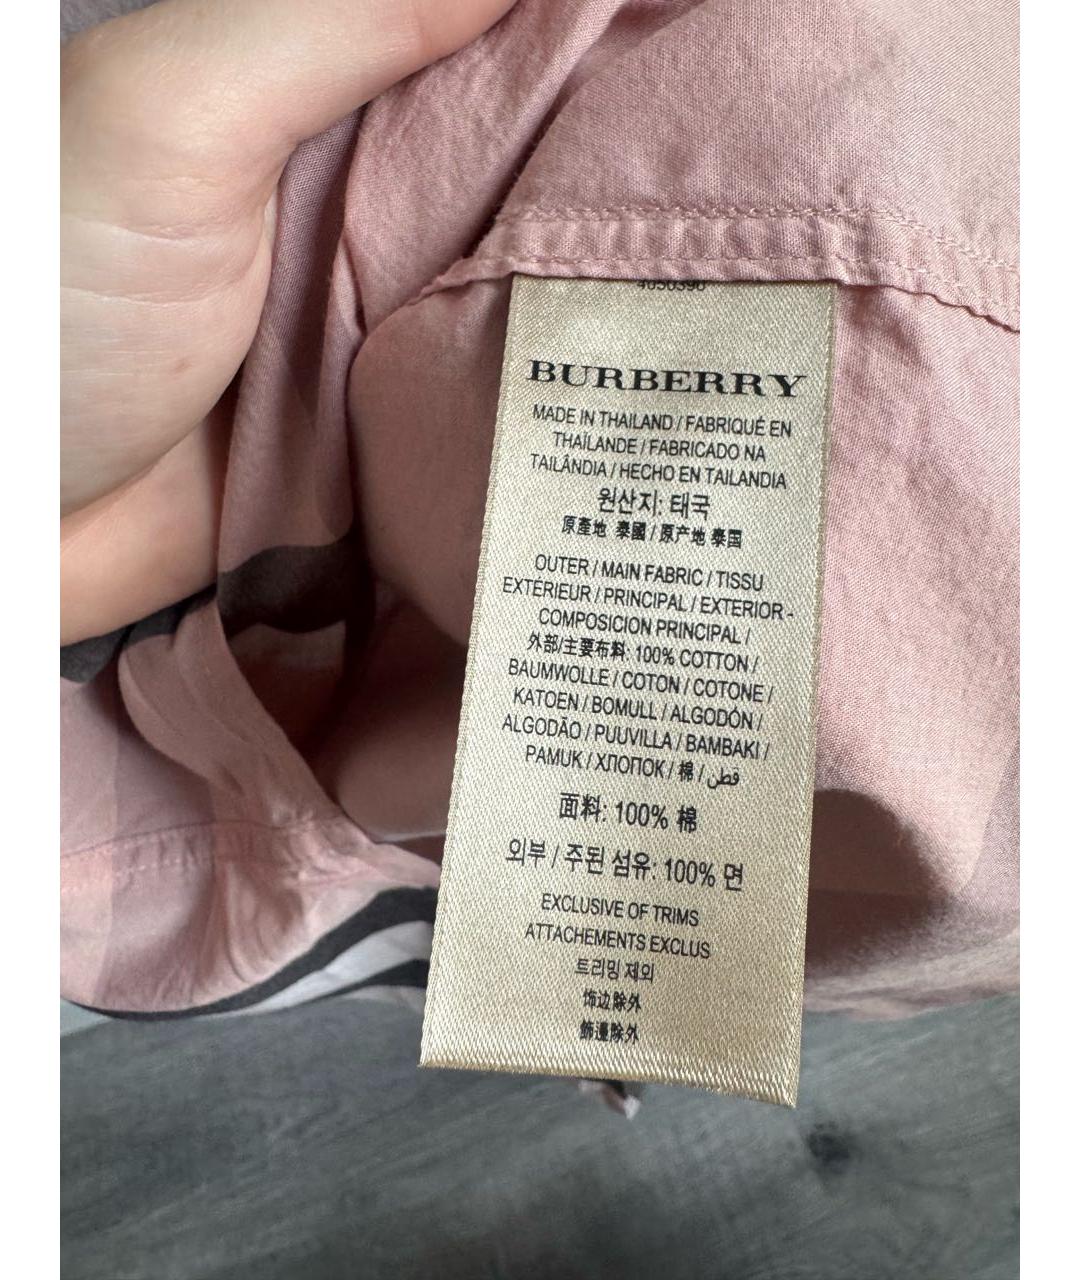 4050396
BURBERRY
MADE IN THAILAND / FABRIQUÉ EN
THAÏLANDE / FABRICADO NA
TAILÂNDIA / HECHO EN TAILANDIA
원산지: 태국
原產地 泰國 / 原产地 泰国
OUTER / MAIN FABRIC / TISSU
EXTÉRIEUR / PRINCIPAL / EXTERIOR -
COMPOSICION PRINCIPAL /
外部/主要布料: 100% COTTON /
BAUMWOLLE / COTON / COTONE /
KATOEN / BOMULL / ALGODÓN /
ALGODÃO / PUUVILLA / BAMBAKI /
PAMUK / ХЛОПОК / 棉 / قطن
面料: 100% 棉
외부 / 주된 섬유: 100% 면
EXCLUSIVE OF TRIMS
ATTACHEMENTS EXCLUS
트리밍 제외
饰边除外
飾邊除外